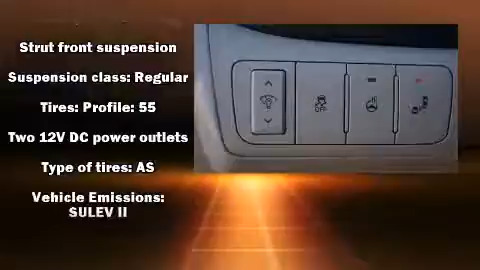 Strut front suspension
Suspension class: Regular
Tires: Profile: 55
Two 12V DC power outlets
Type of tires: AS
Vehicle Emissions:
SULEV II
OFF